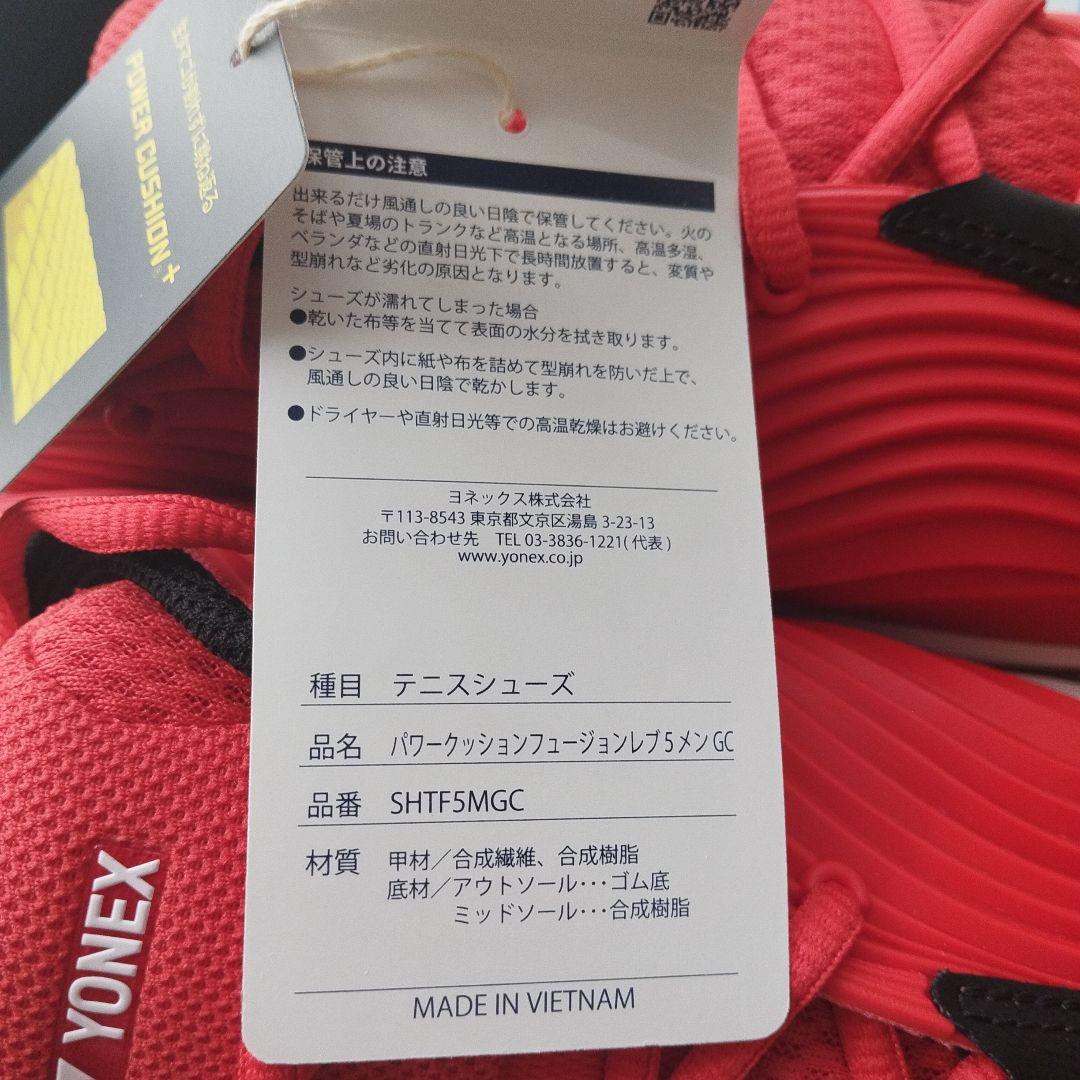 POWER CUSHION+
保管上の注意
出来るだけ風通しの良い日陰で保管してください。火の
そばや夏場のトランクなど高温となる場所、高温多湿、
ベランダなどの直射日光下で長時間放置すると、変質や
型崩れなど劣化の原因となります。
シューズが濡れてしまった場合
●乾いた布等を当てて表面の水分を拭き取ります。
●シューズ内に紙や布を詰めて型崩れを防いだ上で、
風通しの良い日陰で乾かします。
●ドライヤーや直射日光等での高温乾燥はお避けください。
ヨネックス株式会社
〒113-8543 東京都文京区湯島 3-23-13
お問い合わせ先 TEL 03-3836-1221(代表)
www.yonex.co.jp
種目 テニスシューズ
品名 パワークッションフュージョンレブ5メンGC
品番 SHTF5MGC
材質 甲材／合成繊維、合成樹脂
底材／アウトソール･･･ゴム底
ミッドソール･･･合成樹脂
MADE IN VIETNAM
YONEX